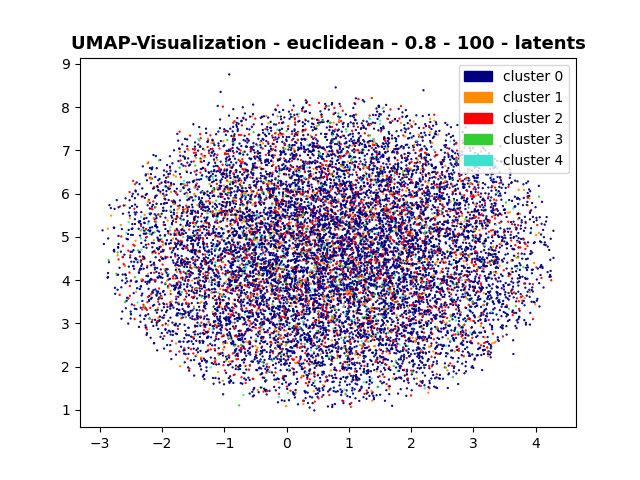 UMAP-Visualization - euclidean - 0.8 - 100 - latents
9
8
7
6
5
4
3
2
1
cluster 0
cluster 1
cluster 2
cluster 3
cluster 4
−3 −2 −1 0 1 2 3 4